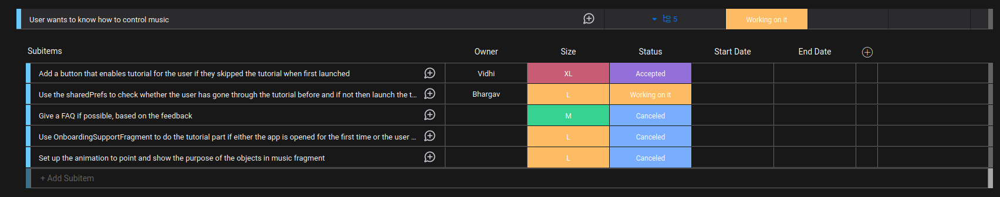 User wants to know how to control music 5 Working on it
Subitems Owner Size Status Start Date End Date
Add a button that enables tutorial for the user if they skipped the tutorial when first launched Vidhi XL Accepted
Use the sharedPrefs to check whether the user has gone through the tutorial before and if not then launch the t... Bhargav L Working on it
Give a FAQ if possible, based on the feedback M Canceled
Use OnboardingSupportFragment to do the tutorial part if either the app is opened for the first time or the user ... L Canceled
Set up the animation to point and show the purpose of the objects in music fragment L Canceled
+ Add Subitem